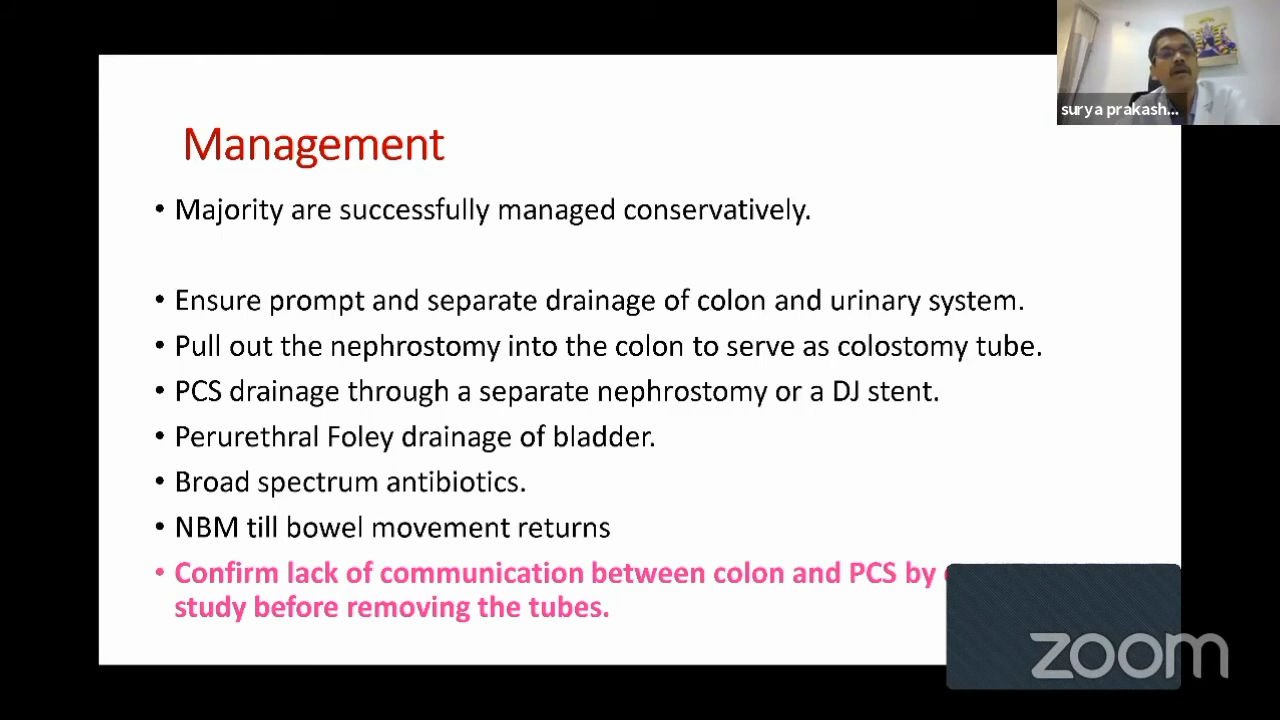 surya prakash...
Management
• Majority are successfully managed conservatively.
• Ensure prompt and separate drainage of colon and urinary system.
• Pull out the nephrostomy into the colon to serve as colostomy tube.
• PCS drainage through a separate nephrostomy or a DJ stent.
• Perurethral Foley drainage of bladder.
• Broad spectrum antibiotics.
• NBM till bowel movement returns
• Confirm lack of communication between colon and PCS by
study before removing the tubes.
zoom